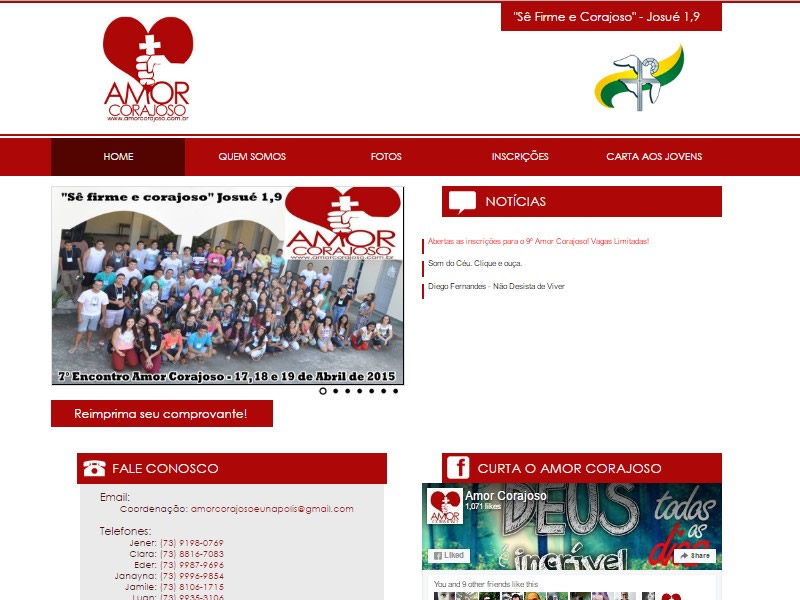 "Sê Firme e Corajoso" - Josué 1,9
AMOR
CORAJOSO
www.amorcorajoso.com.br
HOME
QUEM SOMOS
FOTOS
INSCRIÇÕES
CARTA AOS JOVENS
"Sê firme e corajoso" Josué 1,9
AMOR
CORAJOSO
www.amorcorajoso.com.br
7º Encontro Amor Corajoso - 17, 18 e 19 de Abril de 2015
NOTÍCIAS
Abertas as inscrições para o 9º Amor Corajoso! Vagas Limitadas!
Som do Céu. Clique e ouça.
Diego Fernandes - Não Desista de Viver
Reimprima seu comprovante!
FALE CONOSCO
Email:
Coordenação: amorcorajosoeunapolis@gmail.com
Telefones:
Jener: (73) 9198-0769
Clara: (73) 8816-7083
Eder: (73) 9987-9696
Janayna: (73) 9996-9854
Jamile: (73) 8106-1715
Luan: (73) 9935-3106
CURTA O AMOR CORAJOSO
Amor Corajoso
1,071 likes
AMOR
DEUS
é incrível
todas
as
Liked
Share
You and 9 other friends like this